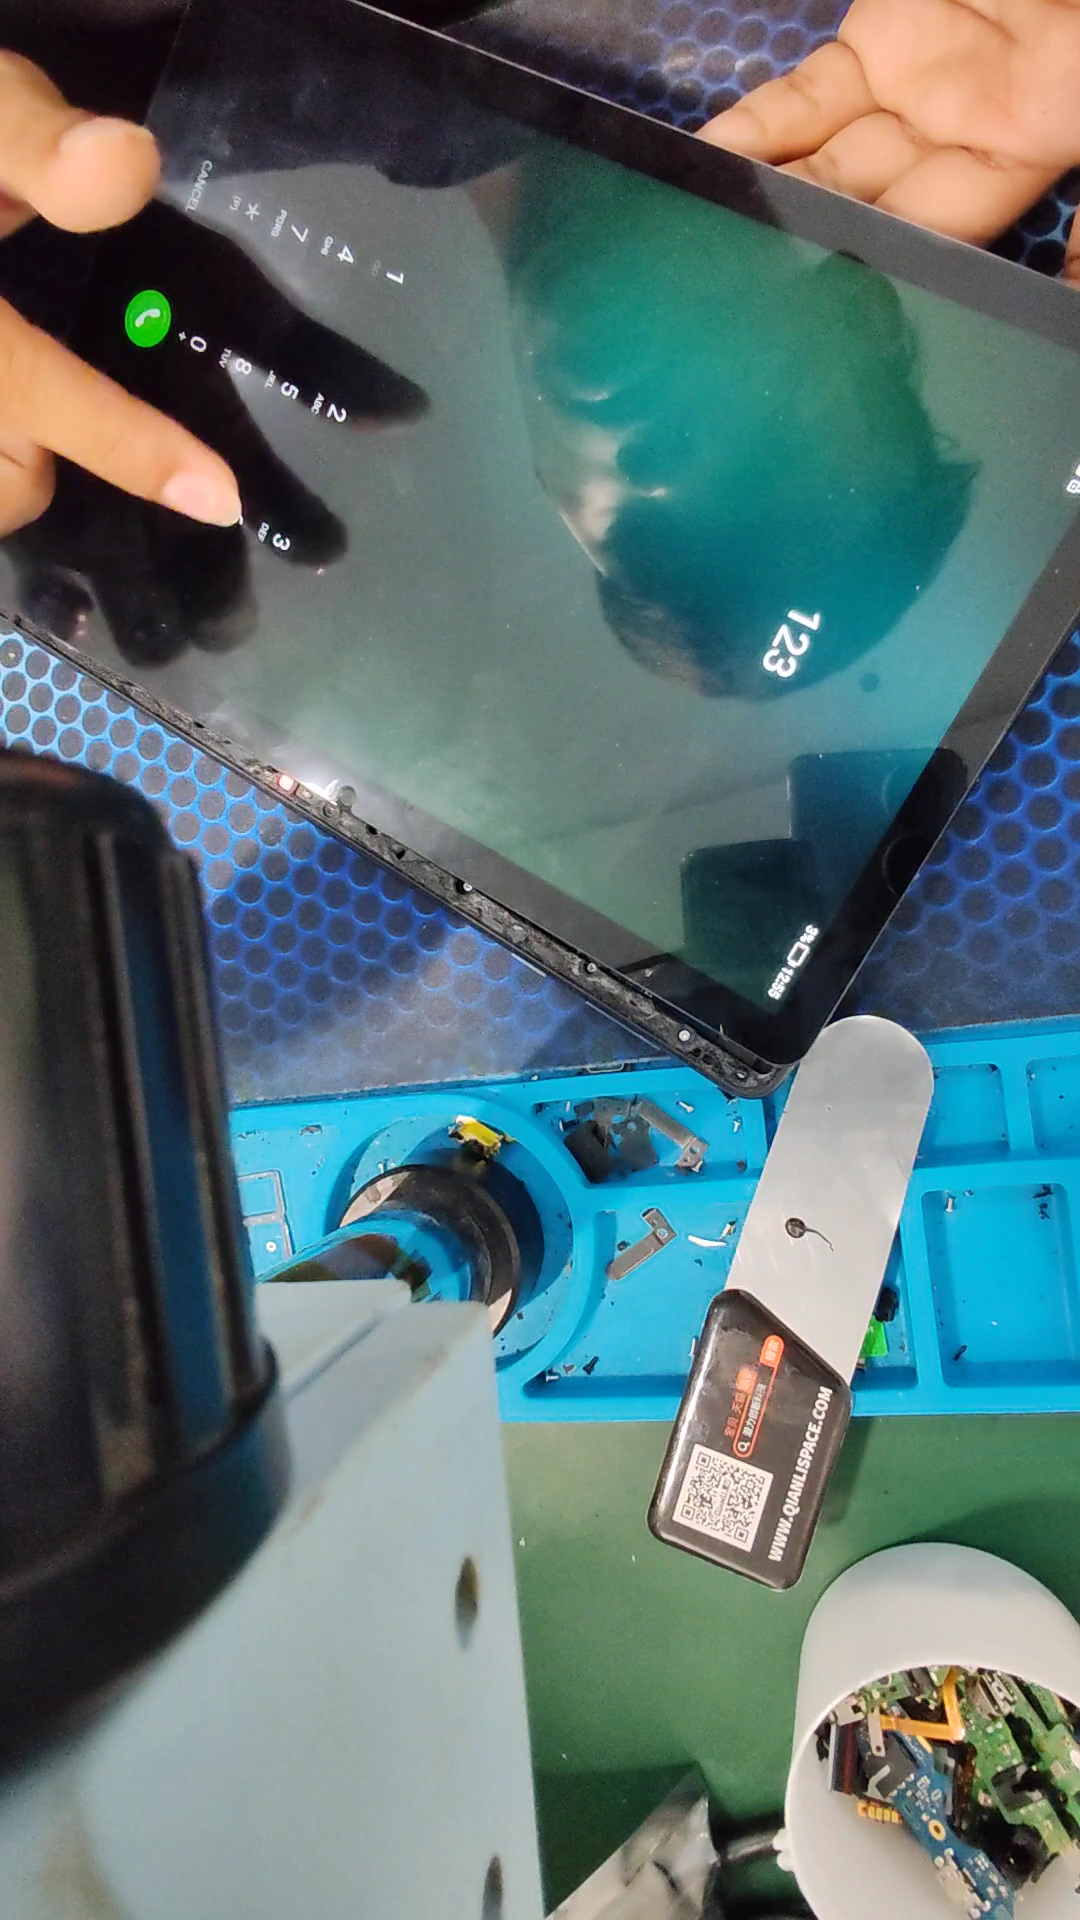 3% 12:55
123
1
2
ABC
3
DEF
4
GHI
5
JKL
7
PQRS
8
TUV
*
(P)
0
+
CANCEL
WWW.QIANLISPACE.COM